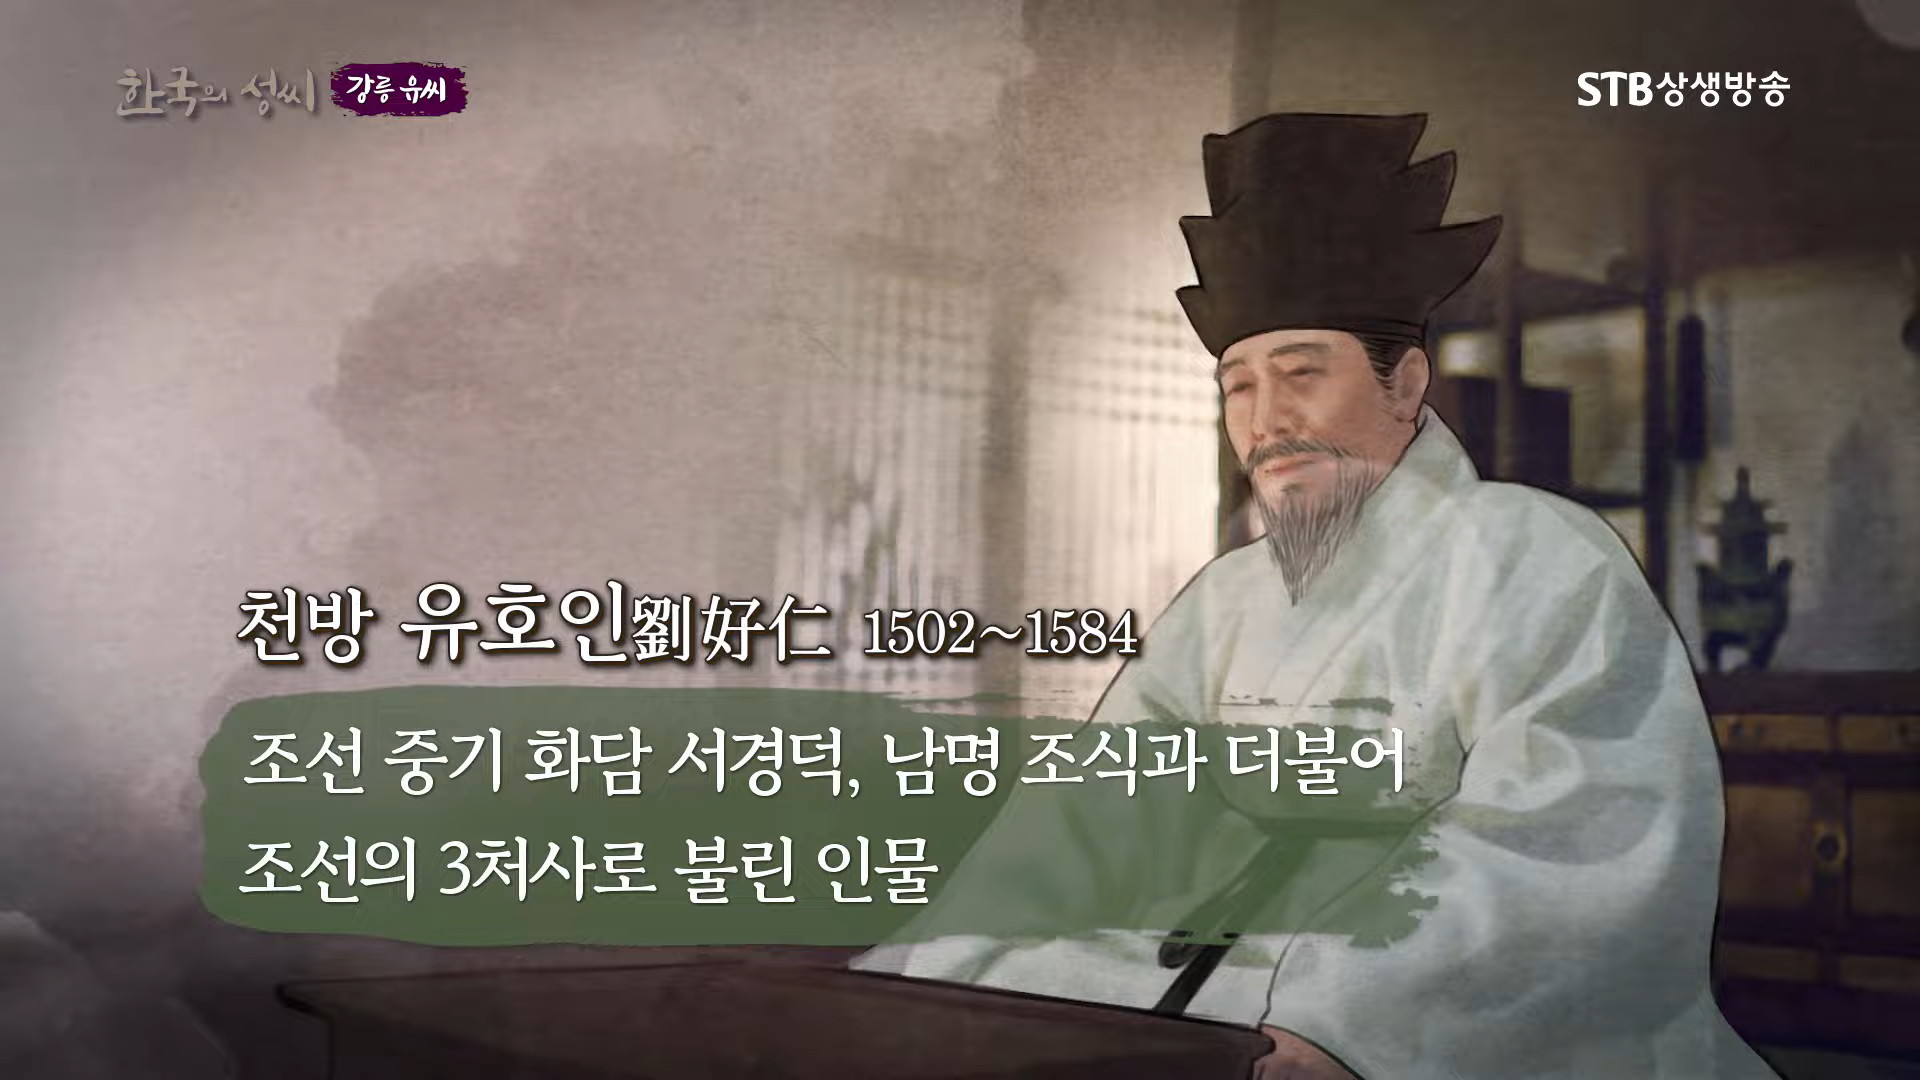 한국의 성씨 강릉 유씨
STB상생방송
천방 유호인劉好仁 1502~1584
조선 중기 화담 서경덕, 남명 조식과 더불어
조선의 3처사로 불린 인물